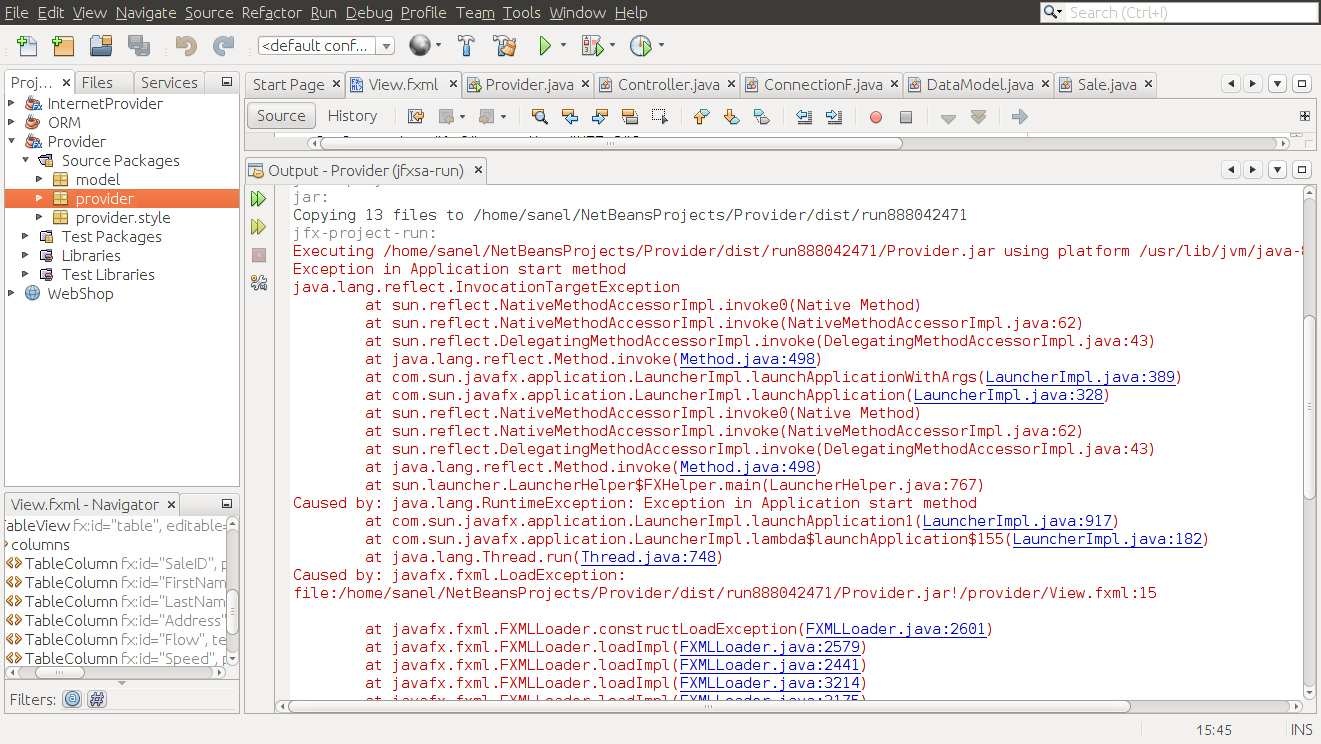 File Edit View Navigate Source Refactor Run Debug Profile Team Tools Window Help
Search (Ctrl+I)
<default conf...
Proj... Files Services
InternetProvider
ORM
Provider
Source Packages
model
provider
provider.style
Test Packages
Libraries
Test Libraries
WebShop
View.fxml - Navigator
TableView fx:id="table", editable=
columns
TableColumn fx:id="SaleID", p
TableColumn fx:id="FirstNam
TableColumn fx:id="LastNam
TableColumn fx:id="Address"
TableColumn fx:id="Flow", te
TableColumn fx:id="Speed", p
Filters:
Start Page View.fxml Provider.java Controller.java ConnectionF.java DataModel.java Sale.java
Source History
Output - Provider (jfxsa-run)
jar:
Copying 13 files to /home/sanel/NetBeansProjects/Provider/dist/run888042471
jfx-project-run:
Executing /home/sanel/NetBeansProjects/Provider/dist/run888042471/Provider.jar using platform /usr/lib/jvm/java-8
Exception in Application start method
java.lang.reflect.InvocationTargetException
at sun.reflect.NativeMethodAccessorImpl.invoke0(Native Method)
at sun.reflect.NativeMethodAccessorImpl.invoke(NativeMethodAccessorImpl.java:62)
at sun.reflect.DelegatingMethodAccessorImpl.invoke(DelegatingMethodAccessorImpl.java:43)
at java.lang.reflect.Method.invoke(Method.java:498)
at com.sun.javafx.application.LauncherImpl.launchApplicationWithArgs(LauncherImpl.java:389)
at com.sun.javafx.application.LauncherImpl.launchApplication(LauncherImpl.java:328)
at sun.reflect.NativeMethodAccessorImpl.invoke0(Native Method)
at sun.reflect.NativeMethodAccessorImpl.invoke(NativeMethodAccessorImpl.java:62)
at sun.reflect.DelegatingMethodAccessorImpl.invoke(DelegatingMethodAccessorImpl.java:43)
at java.lang.reflect.Method.invoke(Method.java:498)
at sun.launcher.LauncherHelper$FXHelper.main(LauncherHelper.java:767)
Caused by: java.lang.RuntimeException: Exception in Application start method
at com.sun.javafx.application.LauncherImpl.launchApplication1(LauncherImpl.java:917)
at com.sun.javafx.application.LauncherImpl.lambda$launchApplication$155(LauncherImpl.java:182)
at java.lang.Thread.run(Thread.java:748)
Caused by: javafx.fxml.LoadException:
file:/home/sanel/NetBeansProjects/Provider/dist/run888042471/Provider.jar!/provider/View.fxml:15
at javafx.fxml.FXMLLoader.constructLoadException(FXMLLoader.java:2601)
at javafx.fxml.FXMLLoader.loadImpl(FXMLLoader.java:2579)
at javafx.fxml.FXMLLoader.loadImpl(FXMLLoader.java:2441)
at javafx.fxml.FXMLLoader.loadImpl(FXMLLoader.java:3214)
at javafx.fxml.FXMLLoader.loadImpl(FXMLLoader.java:3175)
15:45 INS